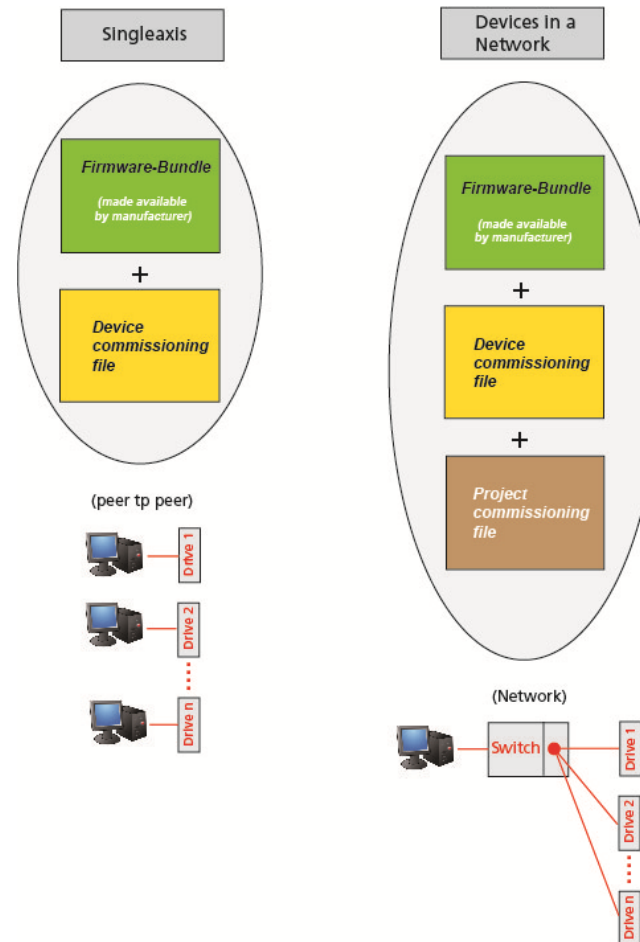 Singleaxis
Firmware-Bundle
(made available
by manufacturer)
+
Device
commissioning
file
(peer tp peer)
Drive 1
Drive 2
Drive n
Devices in a
Network
Firmware-Bundle
(made available
by manufacturer)
+
Device
commissioning
file
+
Project
commissioning
file
(Network)
Switch
Drive 1
Drive 2
Drive n